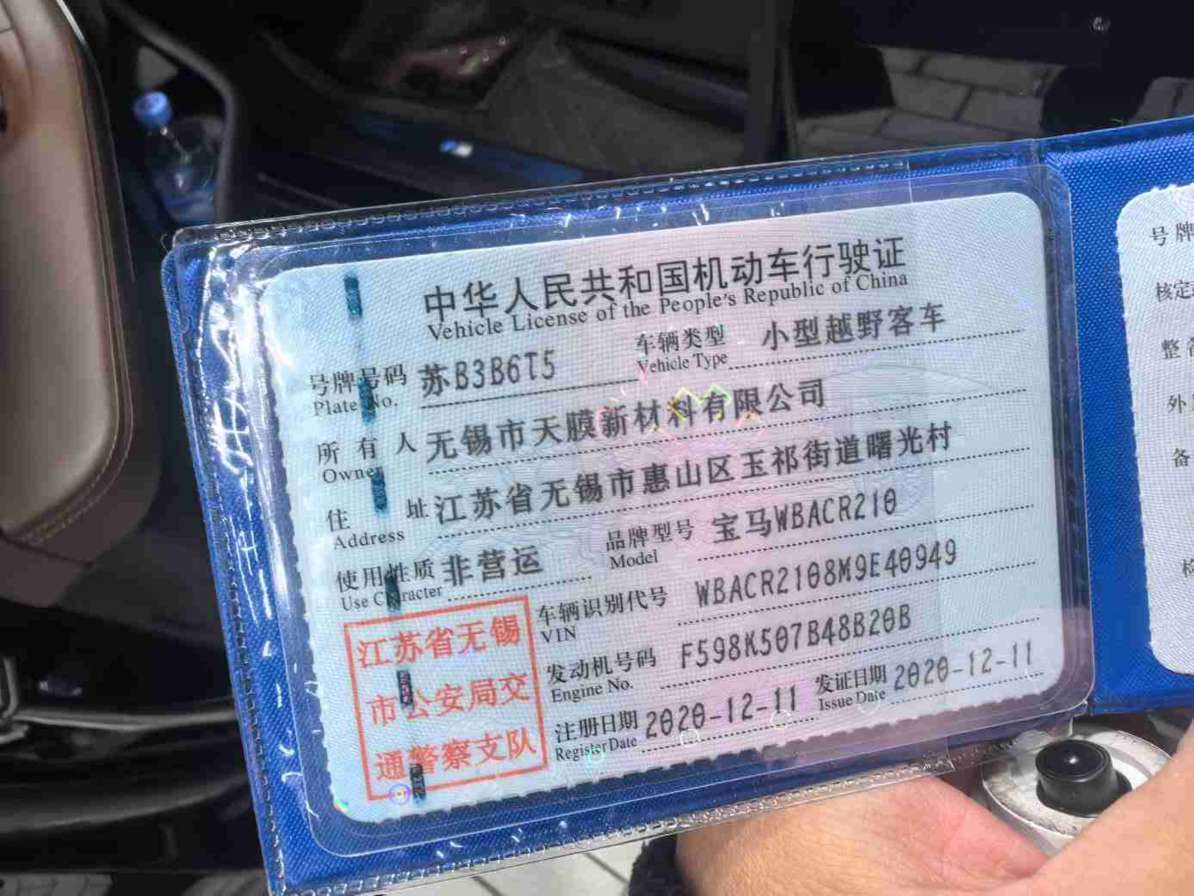 中华人民共和国机动车行驶证
Vehicle License of the People's Republic of China
号牌号码 苏B3B6T5 车辆类型 小型越野客车
Plate No. Vehicle Type
所有人 无锡市天膜新材料有限公司
Owner
住址 江苏省无锡市惠山区玉祁街道曙光村
Address
使用性质 非营运 品牌型号 宝马WBACR210
Use Character Model
车辆识别代号 WBACR2108M9E40949
VIN
发动机号码 F598K507B48B20B
Engine No.
注册日期 2020-12-11 发证日期 2020-12-11
Register Date Issue Date
江苏省无锡
市公安局交
通警察支队
号牌
核定
整备
外
备
核